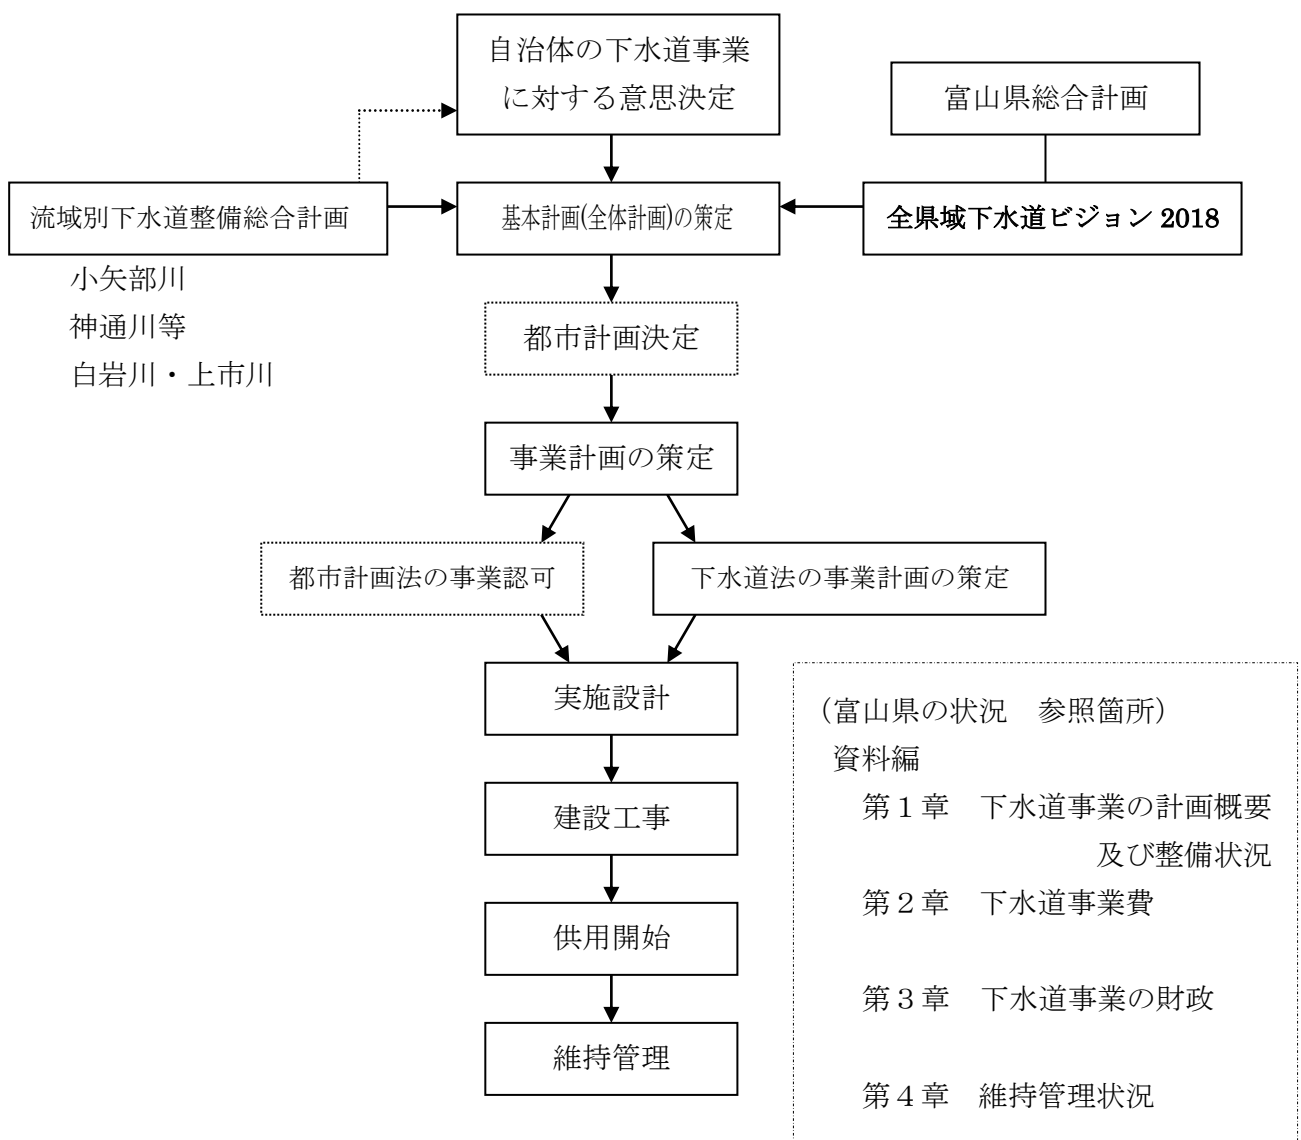 自治体の下水道事業
に対する意思決定
富山県総合計画
流域別下水道整備総合計画
基本計画(全体計画)の策定
全県域下水道ビジョン 2018
小矢部川
神通川等
白岩川・上市川
都市計画決定
事業計画の策定
都市計画法の事業認可
下水道法の事業計画の策定
実施設計
建設工事
供用開始
維持管理
(富山県の状況　参照箇所)
資料編
第１章　下水道事業の計画概要
及び整備状況
第２章　下水道事業費
第３章　下水道事業の財政
第４章　維持管理状況